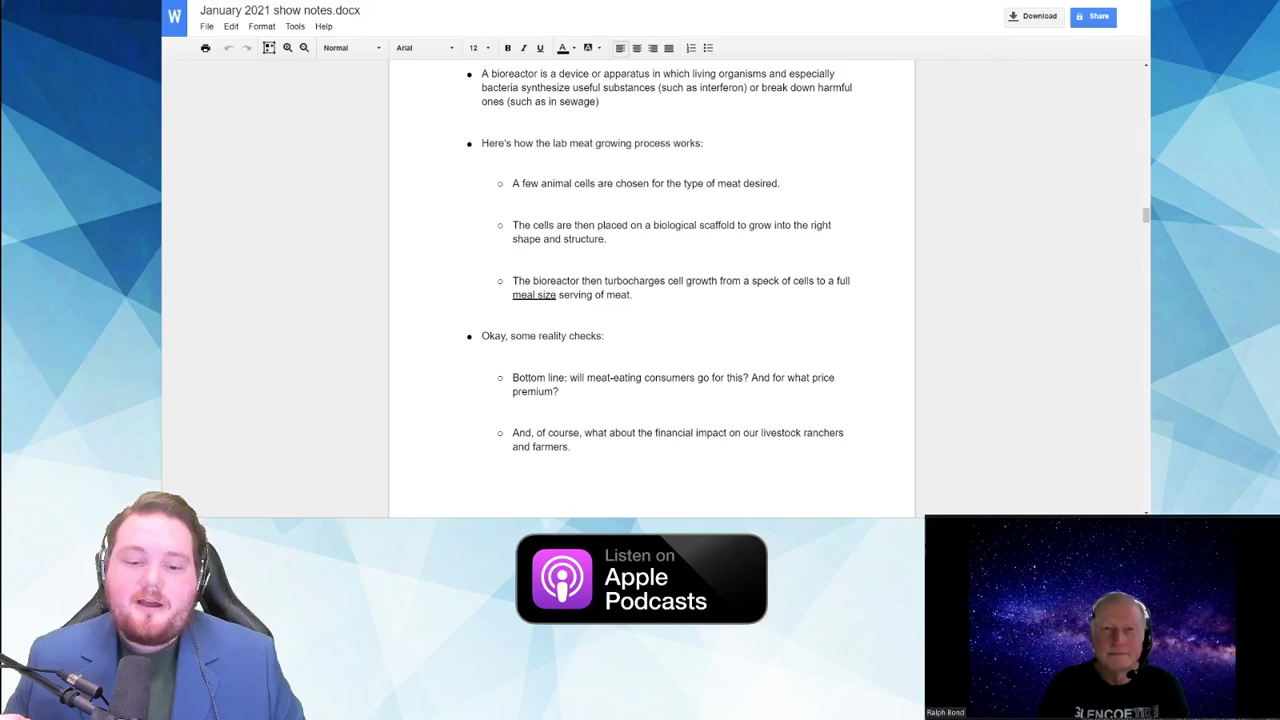 January 2021 show notes.docx
File Edit Format Tools Help
Download
Share
Normal
Arial
12
B I U A A
A bioreactor is a device or apparatus in which living organisms and especially
bacteria synthesize useful substances (such as interferon) or break down harmful
ones (such as in sewage)
Here's how the lab meat growing process works:
A few animal cells are chosen for the type of meat desired.
The cells are then placed on a biological scaffold to grow into the right
shape and structure.
The bioreactor then turbocharges cell growth from a speck of cells to a full
meal size serving of meat.
Okay, some reality checks:
Bottom line: will meat-eating consumers go for this? And for what price
premium?
And, of course, what about the financial impact on our livestock ranchers
and farmers.
Listen on
Apple
Podcasts
Ralph Bond